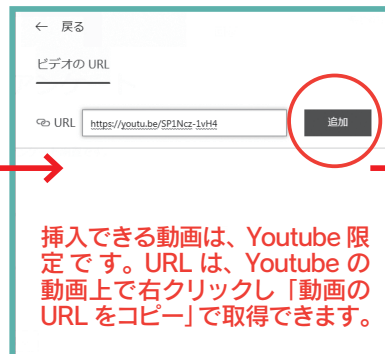 ← 戻る
ビデオの URL
URL https://youtu.be/SP1Ncz-1vH4 追加
挿入できる動画は、Youtube 限
定です。URL は、Youtube の
動画上で右クリックし「動画の
URL をコピー」で取得できます。